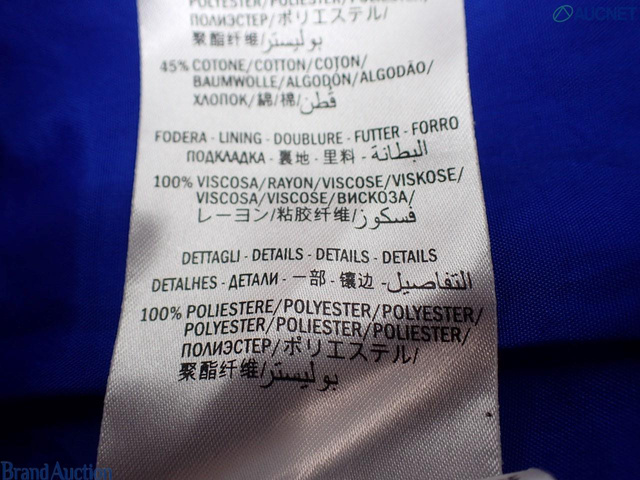 POLYESTER/POLYESTER/POLIESTER/
ПОЛИЭСТЕР/ポリエステル/
聚酯纤维/بوليستر
45% COTONE/COTTON/COTON/
BAUMWOLLE/ALGODÓN/ALGODÃO/
ХЛОПОК/綿/棉/قطن
FODERA - LINING - DOUBLURE - FUTTER - FORRO
ПОДКЛАДКА - 裏地 - 里料 - البطانة
100% VISCOSA/RAYON/VISCOSE/VISKOSE/
VISCOSA/VISCOSE/ВИСКОЗА/
レーヨン/粘胶纤维/فسكوز
DETTAGLI - DETAILS - DETAILS - DETAILS
DETALHES - ДЕТАЛИ - 一部 - 镶边 - التفاصيل
100% POLIESTERE/POLYESTER/POLYESTER/
POLYESTER/POLIESTER/POLIESTER/
ПОЛИЭСТЕР/ポリエステル/
聚酯纤维/بوليستر
AUCNET
Brand Auction